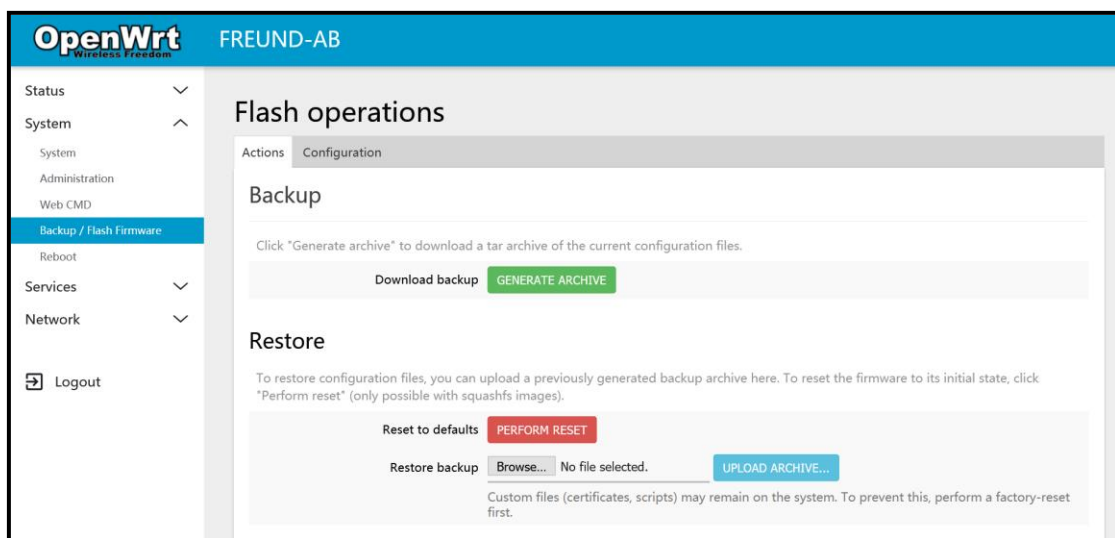 OpenWrt
Wireless Freedom
FREUND-AB
Status
System
System
Administration
Web CMD
Backup / Flash Firmware
Reboot
Services
Network
Logout
Flash operations
Actions Configuration
Backup
Click "Generate archive" to download a tar archive of the current configuration files.
Download backup GENERATE ARCHIVE
Restore
To restore configuration files, you can upload a previously generated backup archive here. To reset the firmware to its initial state, click
"Perform reset" (only possible with squashfs images).
Reset to defaults PERFORM RESET
Restore backup Browse... No file selected. UPLOAD ARCHIVE...
Custom files (certificates, scripts) may remain on the system. To prevent this, perform a factory-reset
first.